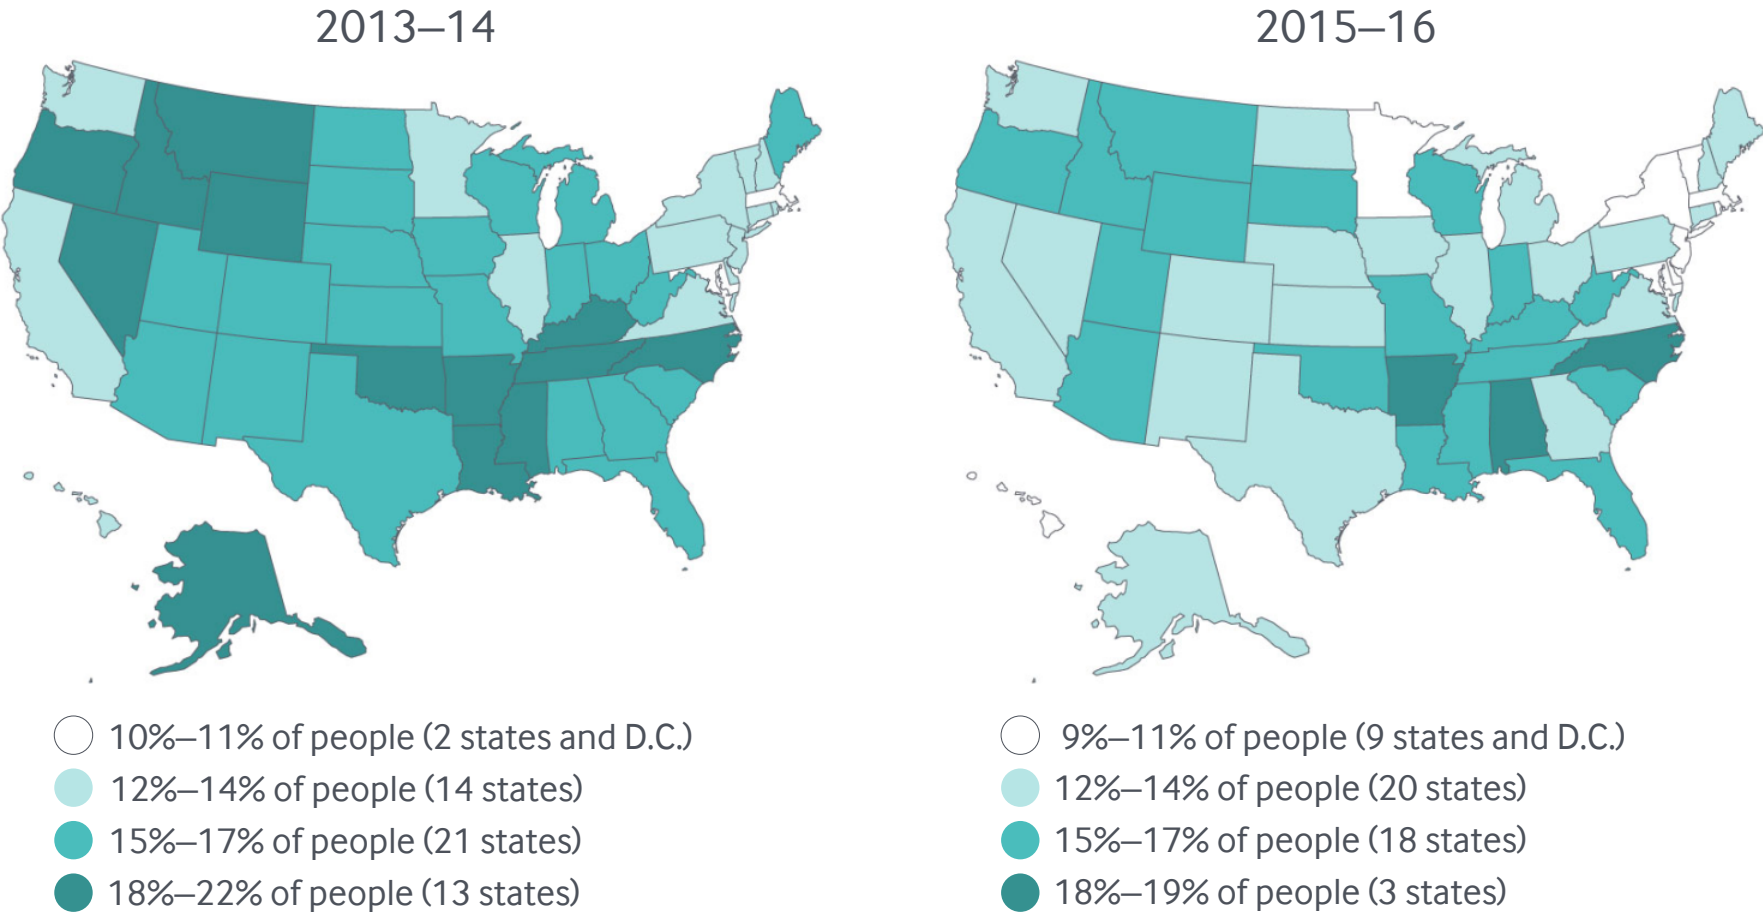 2013–14
10%–11% of people (2 states and D.C.)
12%–14% of people (14 states)
15%–17% of people (21 states)
18%–22% of people (13 states)
2015–16
9%–11% of people (9 states and D.C.)
12%–14% of people (20 states)
15%–17% of people (18 states)
18%–19% of people (3 states)